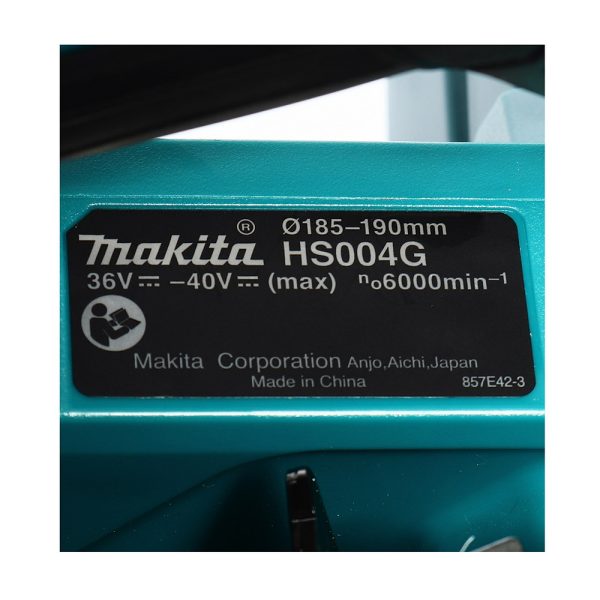 ® Ø185–190mm
makita HS004G
36V⎓ –40V⎓ (max) n₀6000min⁻¹
Makita Corporation Anjo,Aichi,Japan
Made in China 857E42-3